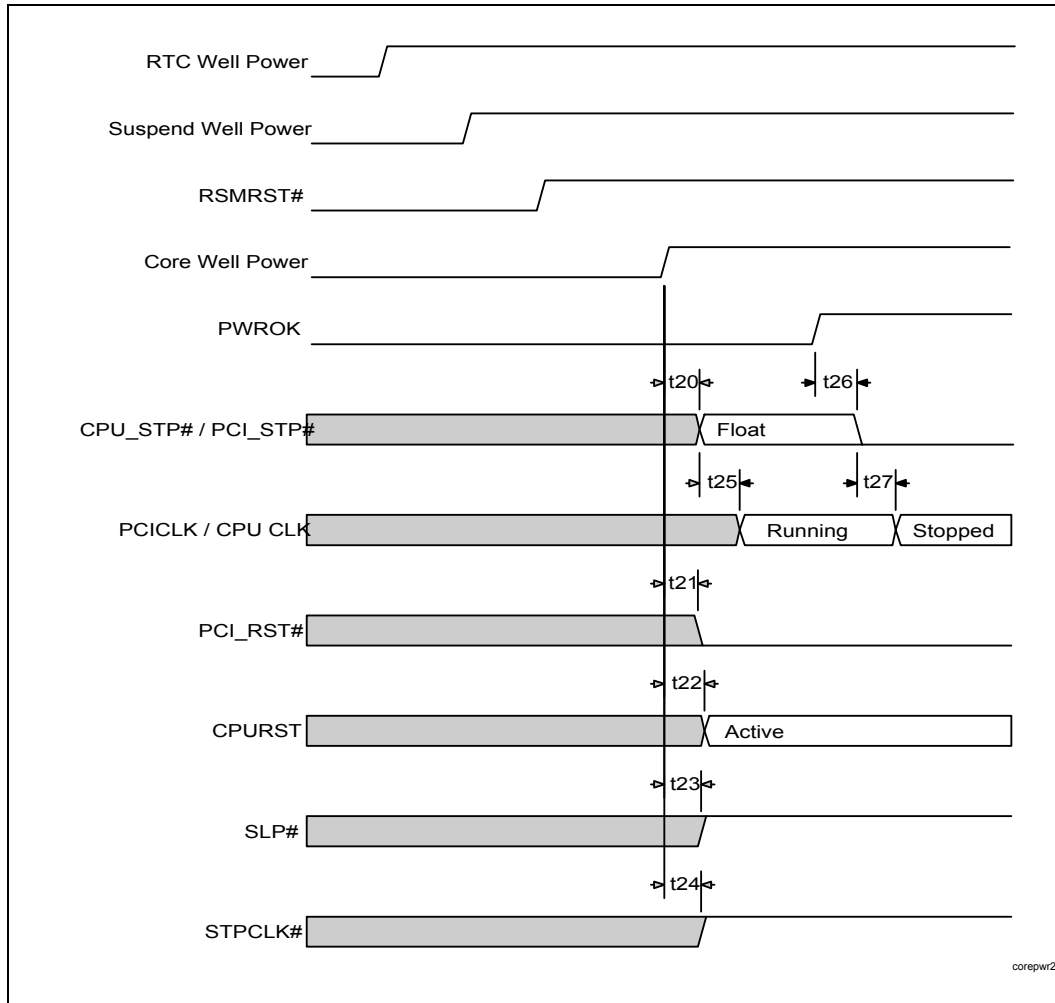 RTC Well Power
Suspend Well Power
RSMRST#
Core Well Power
PWROK
t20
t26
CPU_STP# / PCI_STP#
Float
t25
t27
PCICLK / CPU CLK
Running
Stopped
t21
PCI_RST#
t22
CPURST
Active
t23
SLP#
t24
STPCLK#
corepwr2